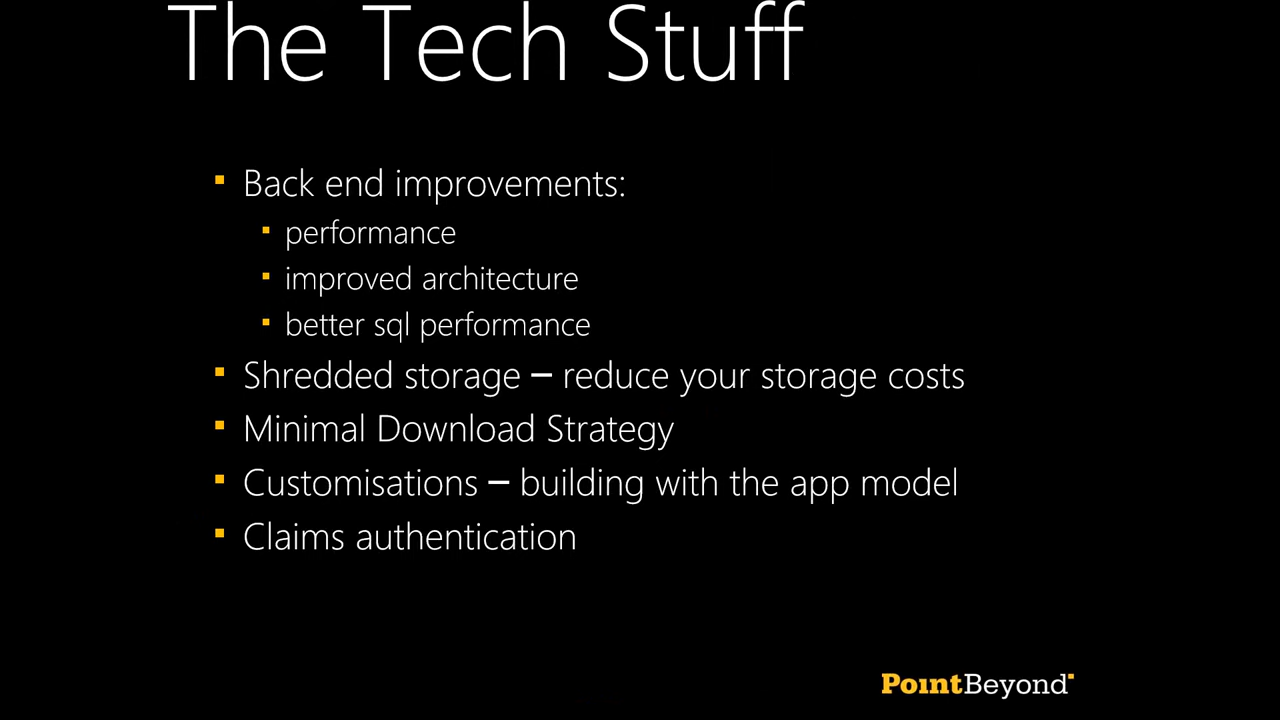 The Tech Stuff
Back end improvements:
performance
improved architecture
better sql performance
Shredded storage – reduce your storage costs
Minimal Download Strategy
Customisations – building with the app model
Claims authentication
PointBeyond